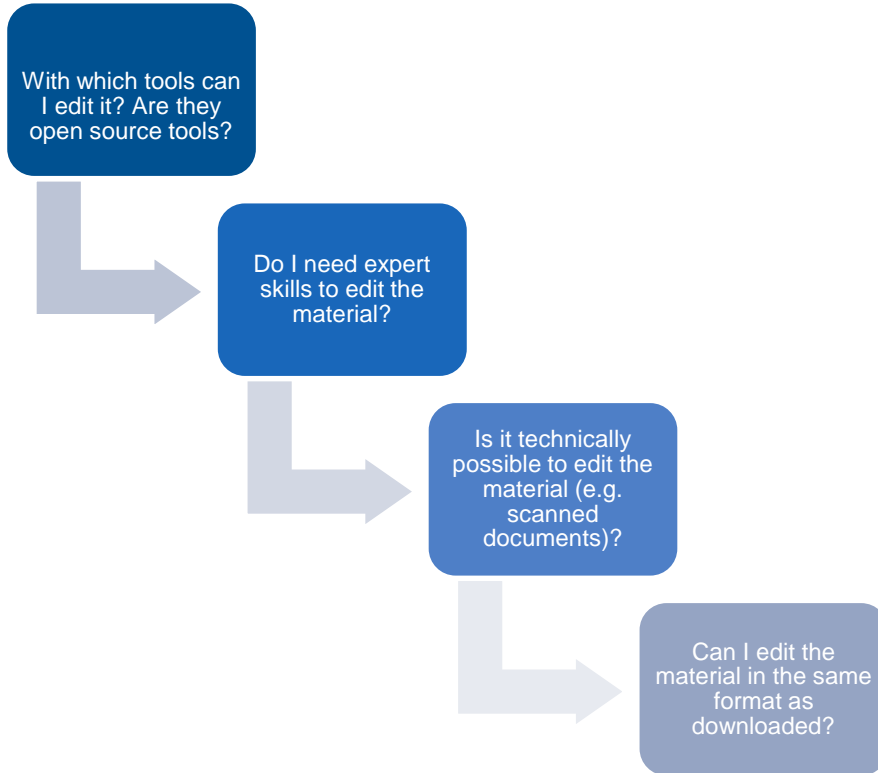 With which tools can
I edit it? Are they
open source tools?
Do I need expert
skills to edit the
material?
Is it technically
possible to edit the
material (e.g.
scanned
documents)?
Can I edit the
material in the same
format as
downloaded?